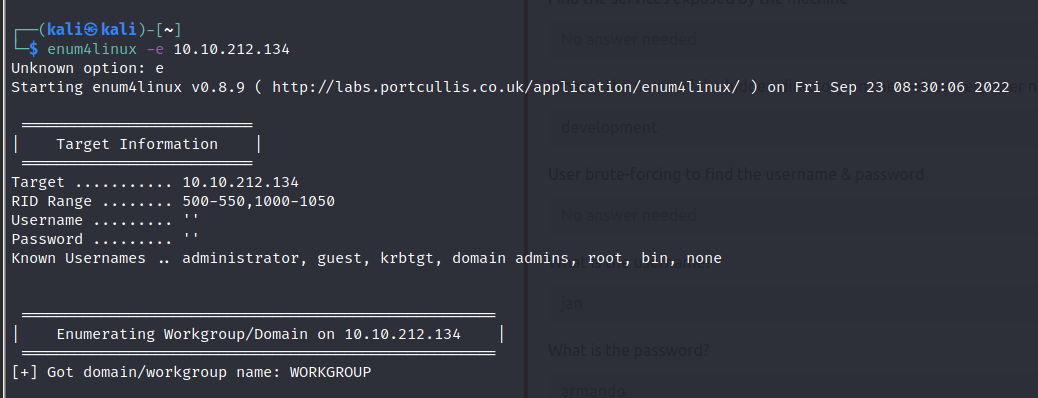 Find the services exposed by the machine
┌──(kali㉿kali)-[~]
└─$ enum4linux -e 10.10.212.134
No answer needed
Unknown option: e
Starting enum4linux v0.8.9 ( http://labs.portcullis.co.uk/application/enum4linux/ ) on Fri Sep 23 08:30:06 2022
development
| Target Information |
User brute-forcing to find the username & password
Target ........... 10.10.212.134
RID Range ........ 500-550,1000-1050
Username ......... ''
No answer needed
Password ......... ''
Known Usernames .. administrator, guest, krbtgt, domain admins, root, bin, none
jan
| Enumerating Workgroup/Domain on 10.10.212.134 |
What is the password?
[+] Got domain/workgroup name: WORKGROUP
armando